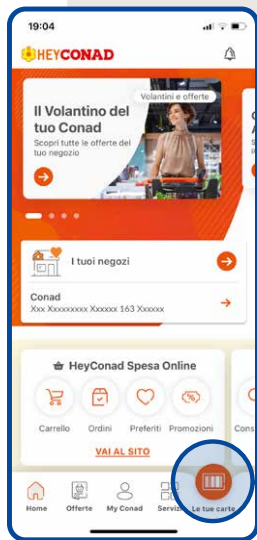 19:04
HEYCONAD
Volantini e offerte
Il Volantino del
tuo Conad
Scopri tutte le offerte del
tuo negozio
I tuoi negozi
Conad
Xxx Xxxxxxxxx Xxxxxx 163 Xxxxxx
HeyConad Spesa Online
Carrello
Ordini
Preferiti
Promozioni
VAI AL SITO
Home
Offerte
My Conad
Servizi
Le tue carte